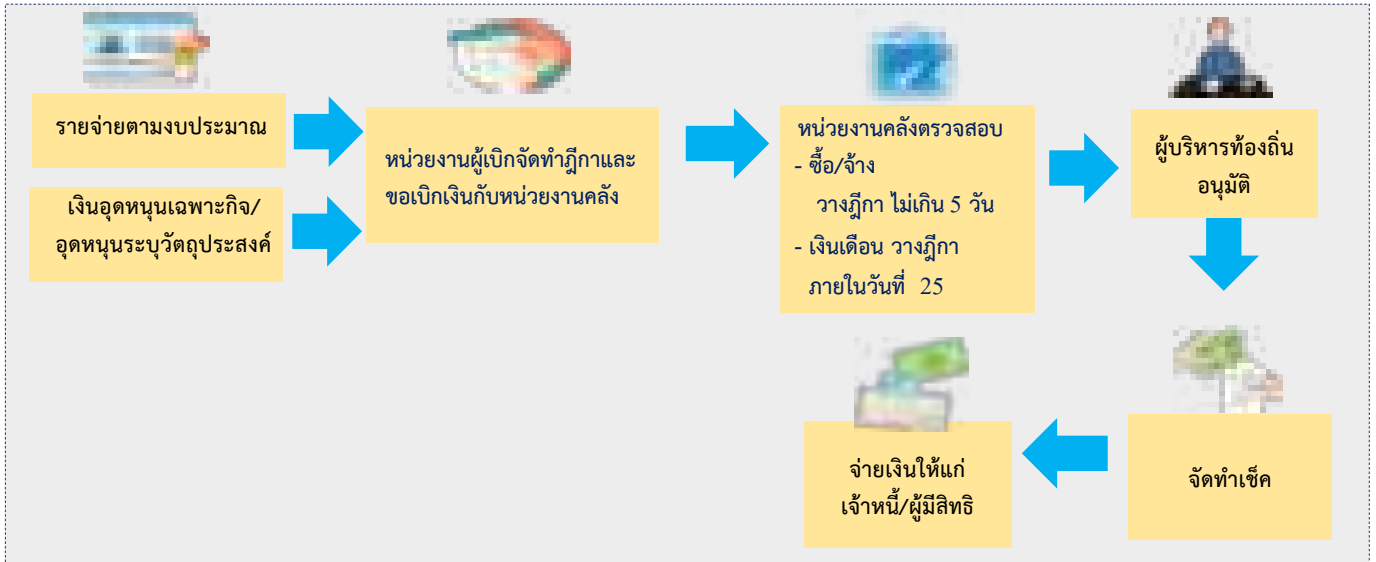 รายจ่ายตามงบประมาณ
เงินอุดหนุนเฉพาะกิจ/
อุดหนุนระบุวัตถุประสงค์
หน่วยงานผู้เบิกจัดทำฎีกาและ
ขอเบิกเงินกับหน่วยงานคลัง
หน่วยงานคลังตรวจสอบ
- ซื้อ/จ้าง
วางฎีกา ไม่เกิน 5 วัน
- เงินเดือน วางฎีกา
ภายในวันที่ 25
ผู้บริหารท้องถิ่น
อนุมัติ
จัดทำเช็ค
จ่ายเงินให้แก่
เจ้าหนี้/ผู้มีสิทธิ